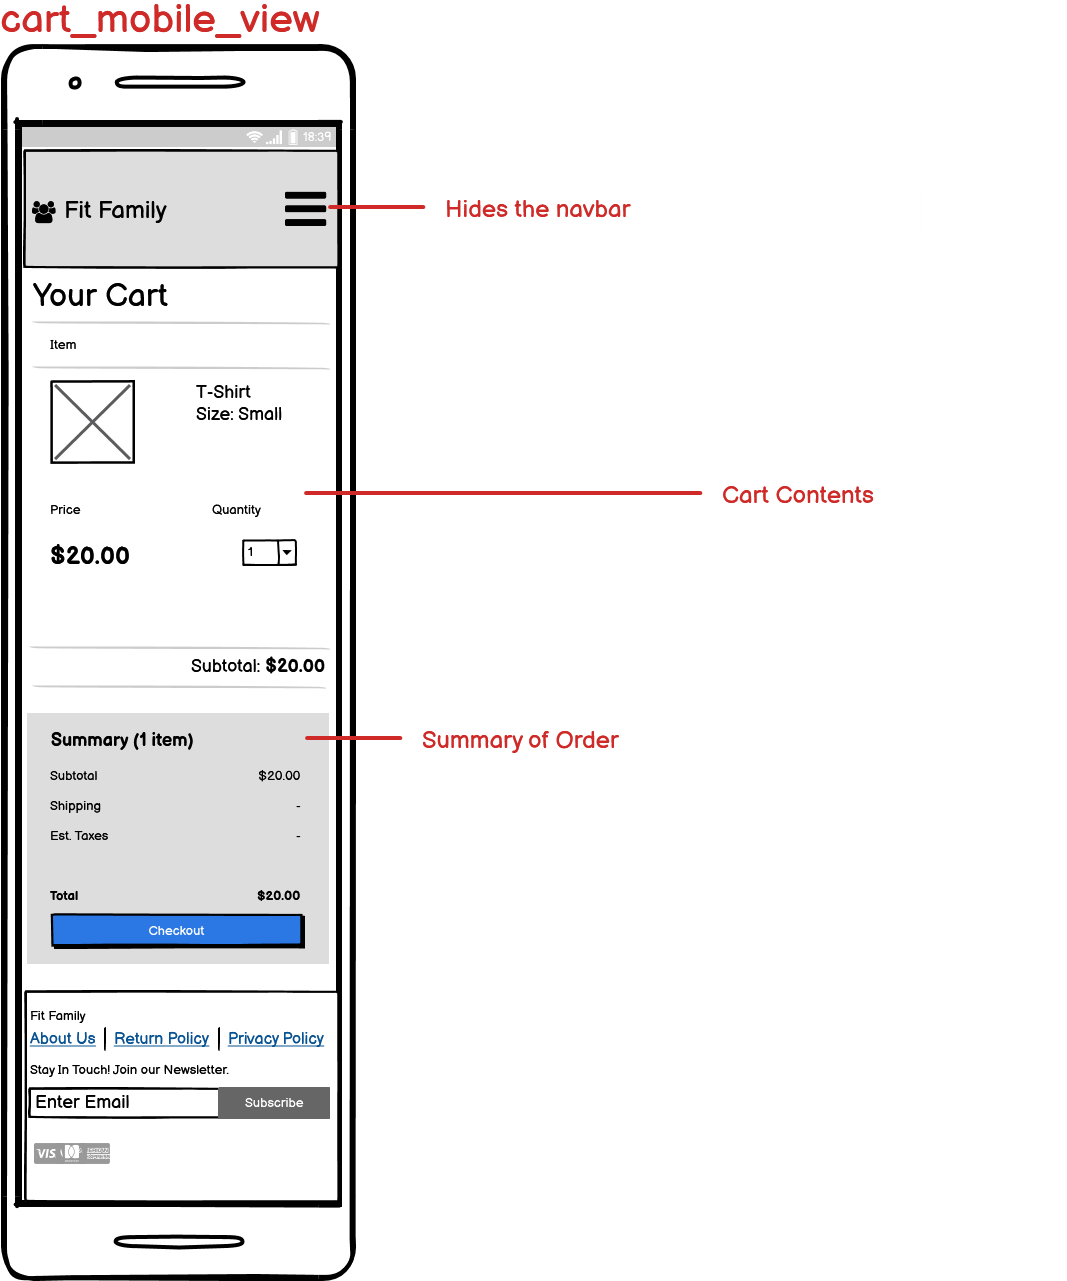 cart_mobile_view
18:39
Fit Family
Hides the navbar
Your Cart
Item
T-Shirt
Size: Small
Cart Contents
Price Quantity
$20.00 1
Subtotal: $20.00
Summary (1 item)
Summary of Order
Subtotal $20.00
Shipping -
Est. Taxes -
Total $20.00
Checkout
Fit Family
About Us | Return Policy | Privacy Policy
Stay In Touch! Join our Newsletter.
Enter Email Subscribe
VIS